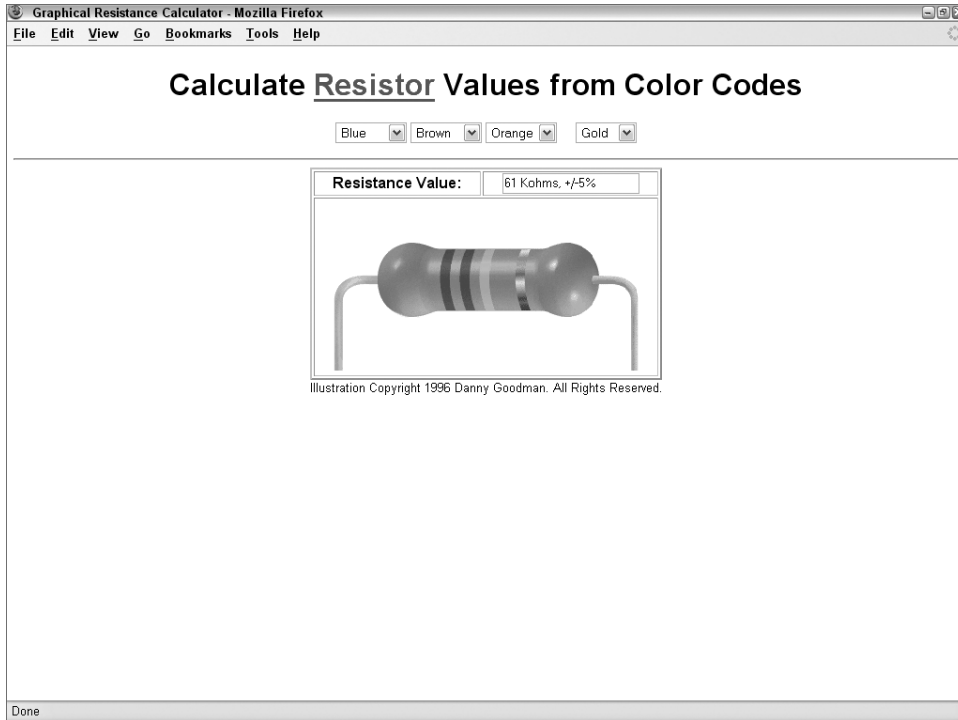 Graphical Resistance Calculator - Mozilla Firefox
File Edit View Go Bookmarks Tools Help
Calculate Resistor Values from Color Codes
Blue Brown Orange Gold
Resistance Value: 61 Kohms, +/-5%
Illustration Copyright 1996 Danny Goodman. All Rights Reserved.
Done